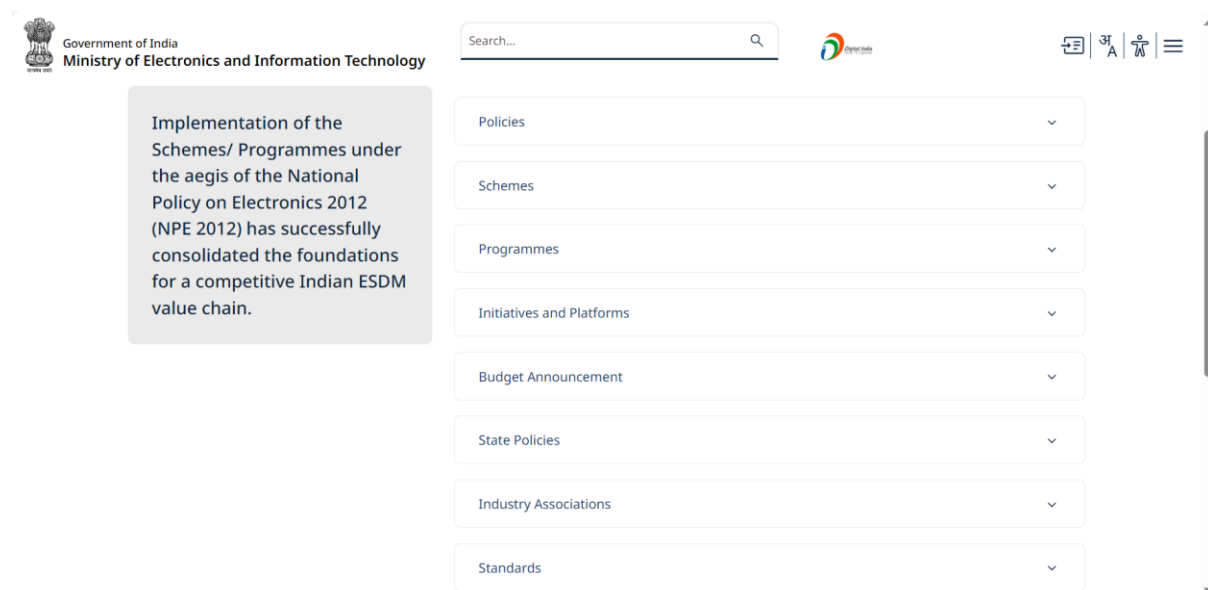 Government of India
Ministry of Electronics and Information Technology
Search...
Digital India
अ
A
Implementation of the
Schemes/ Programmes under
the aegis of the National
Policy on Electronics 2012
(NPE 2012) has successfully
consolidated the foundations
for a competitive Indian ESDM
value chain.
Policies
Schemes
Programmes
Initiatives and Platforms
Budget Announcement
State Policies
Industry Associations
Standards